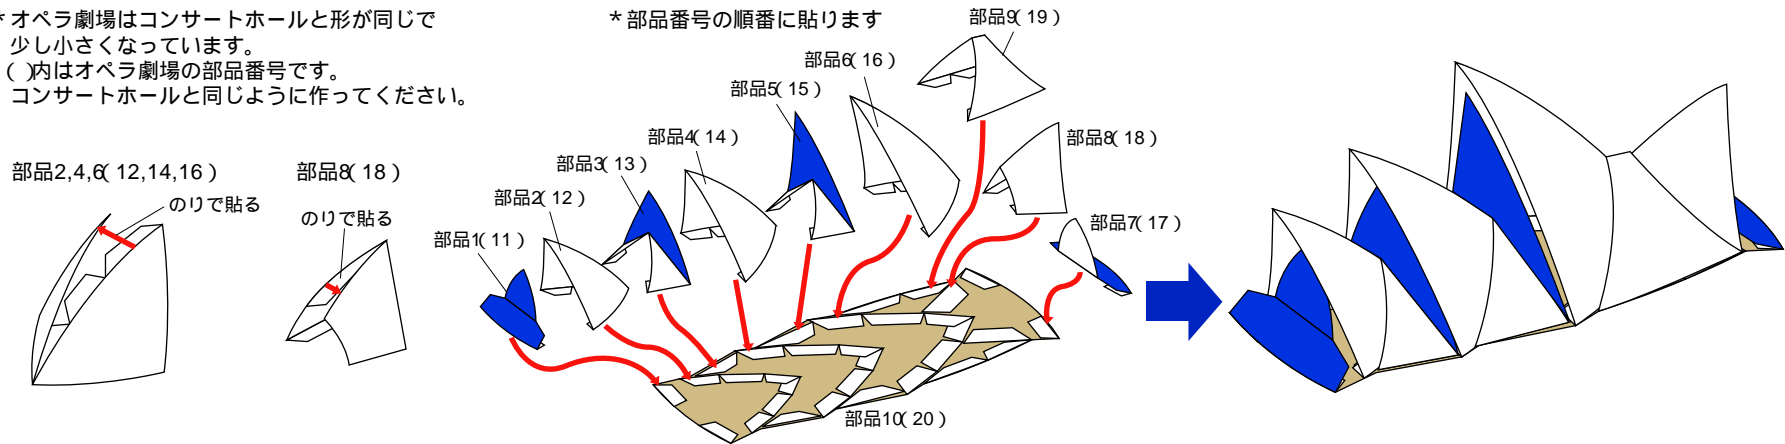 *オペラ劇場はコンサートホールと形が同じで
少し小さくなっています。
( )内はオペラ劇場の部品番号です。
コンサートホールと同じように作ってください。
*部品番号の順番に貼ります
部品9(19)
部品6(16)
部品5(15)
部品4(14)
部品8(18)
部品3(13)
部品2,4,6(12,14,16)
部品8(18)
部品2(12)
のりで貼る
のりで貼る
部品7(17)
部品1(11)
部品10(20)